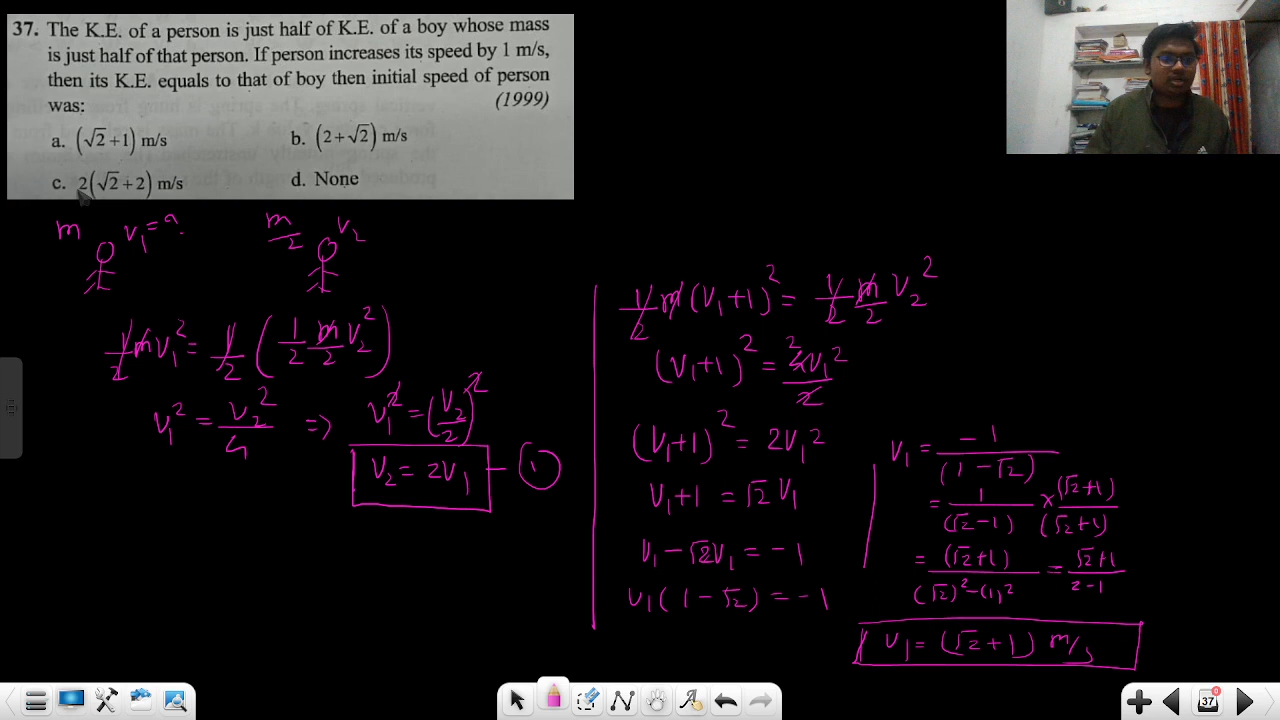 37. The K.E. of a person is just half of K.E. of a boy whose mass
is just half of that person. If person increases its speed by 1 m/s,
then its K.E. equals to that of boy then initial speed of person
was: (1999)
a. (√2+1) m/s b. (2+√2) m/s
c. 2(√2+2) m/s d. None
m v₁=?
m/2 v₂
1/2 mv₁² = 1/2 (1/2 m/2 v₂²)
v₁² = v₂²/4 => v₁² = (v₂/2)²
v₂ = 2v₁ - 1
1/2 m(v₁+1)² = 1/2 m/2 v₂²
(v₁+1)² = 4v₁²/2
(v₁+1)² = 2v₁²
v₁+1 = √2 v₁
v₁-√2v₁ = -1
v₁(1-√2) = -1
v₁ = -1/(1-√2)
= 1/(√2-1) × (√2+1)/(√2+1)
= (√2+1)/(√2)²-(1)² = √2+1/2-1
v₁ = (√2+1) m/s
37